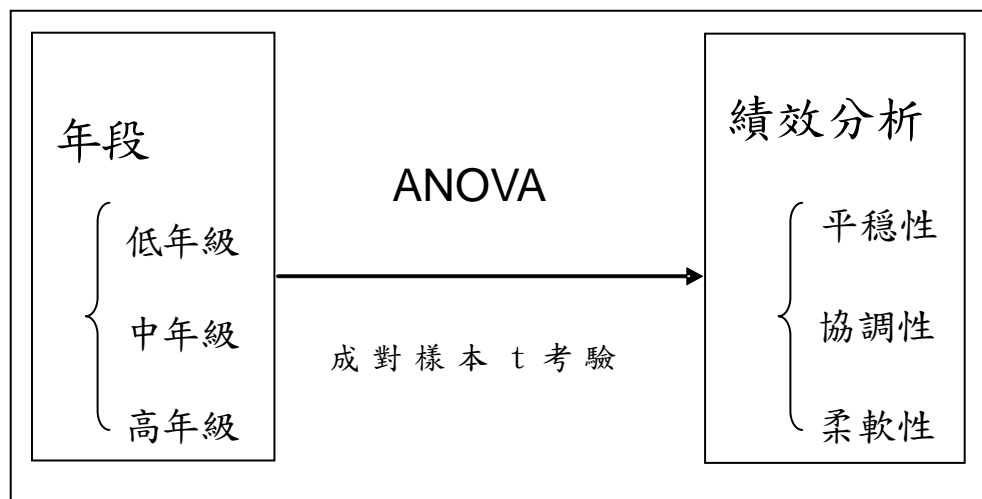 年段
低年級
中年級
高年級
ANOVA
成對樣本 t 考驗
績效分析
平穩性
協調性
柔軟性